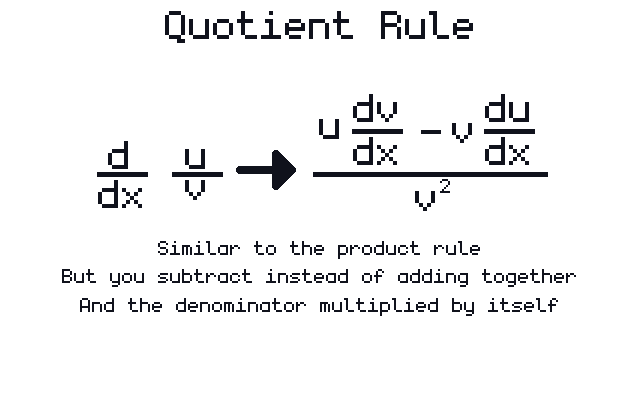 Quotient Rule
d/dx u/v → (u dv/dx - v du/dx)/v²
Similar to the product rule
But you subtract instead of adding together
And the denominator multiplied by itself